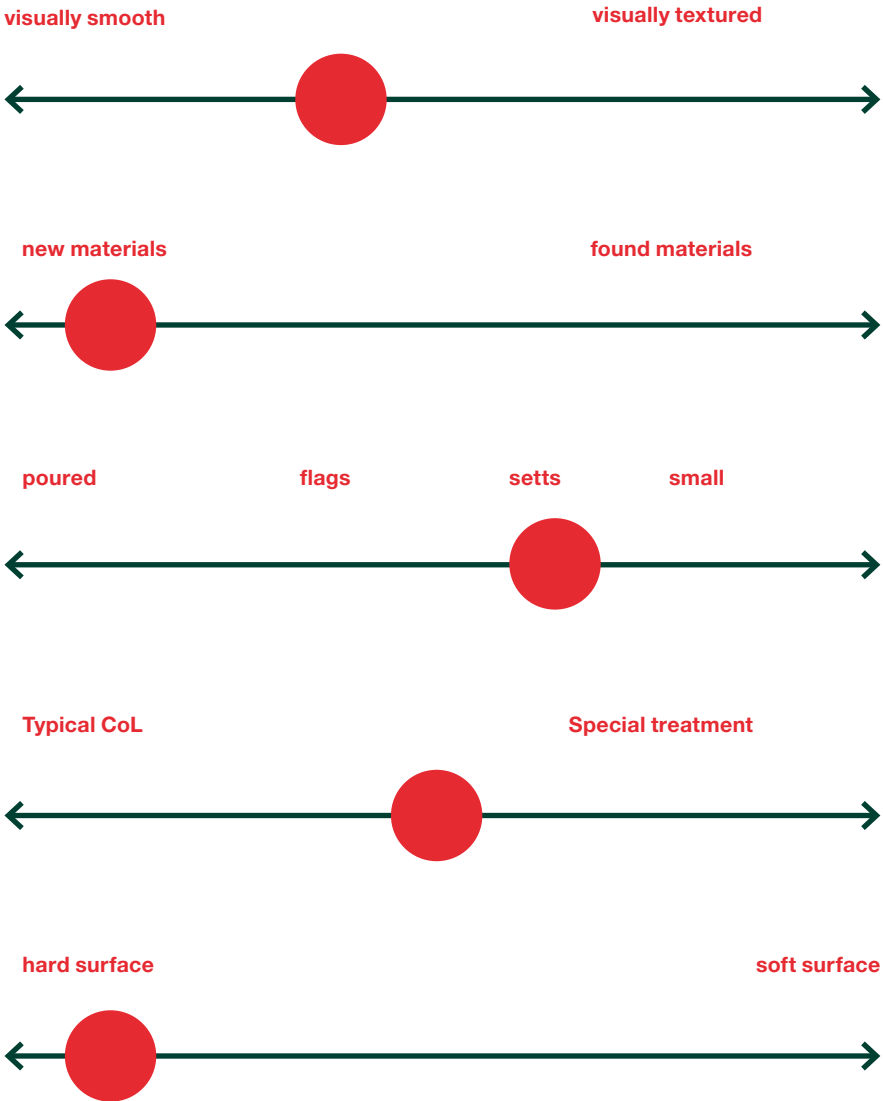 visually smooth visually textured
new materials found materials
poured flags setts small
Typical CoL Special treatment
hard surface soft surface